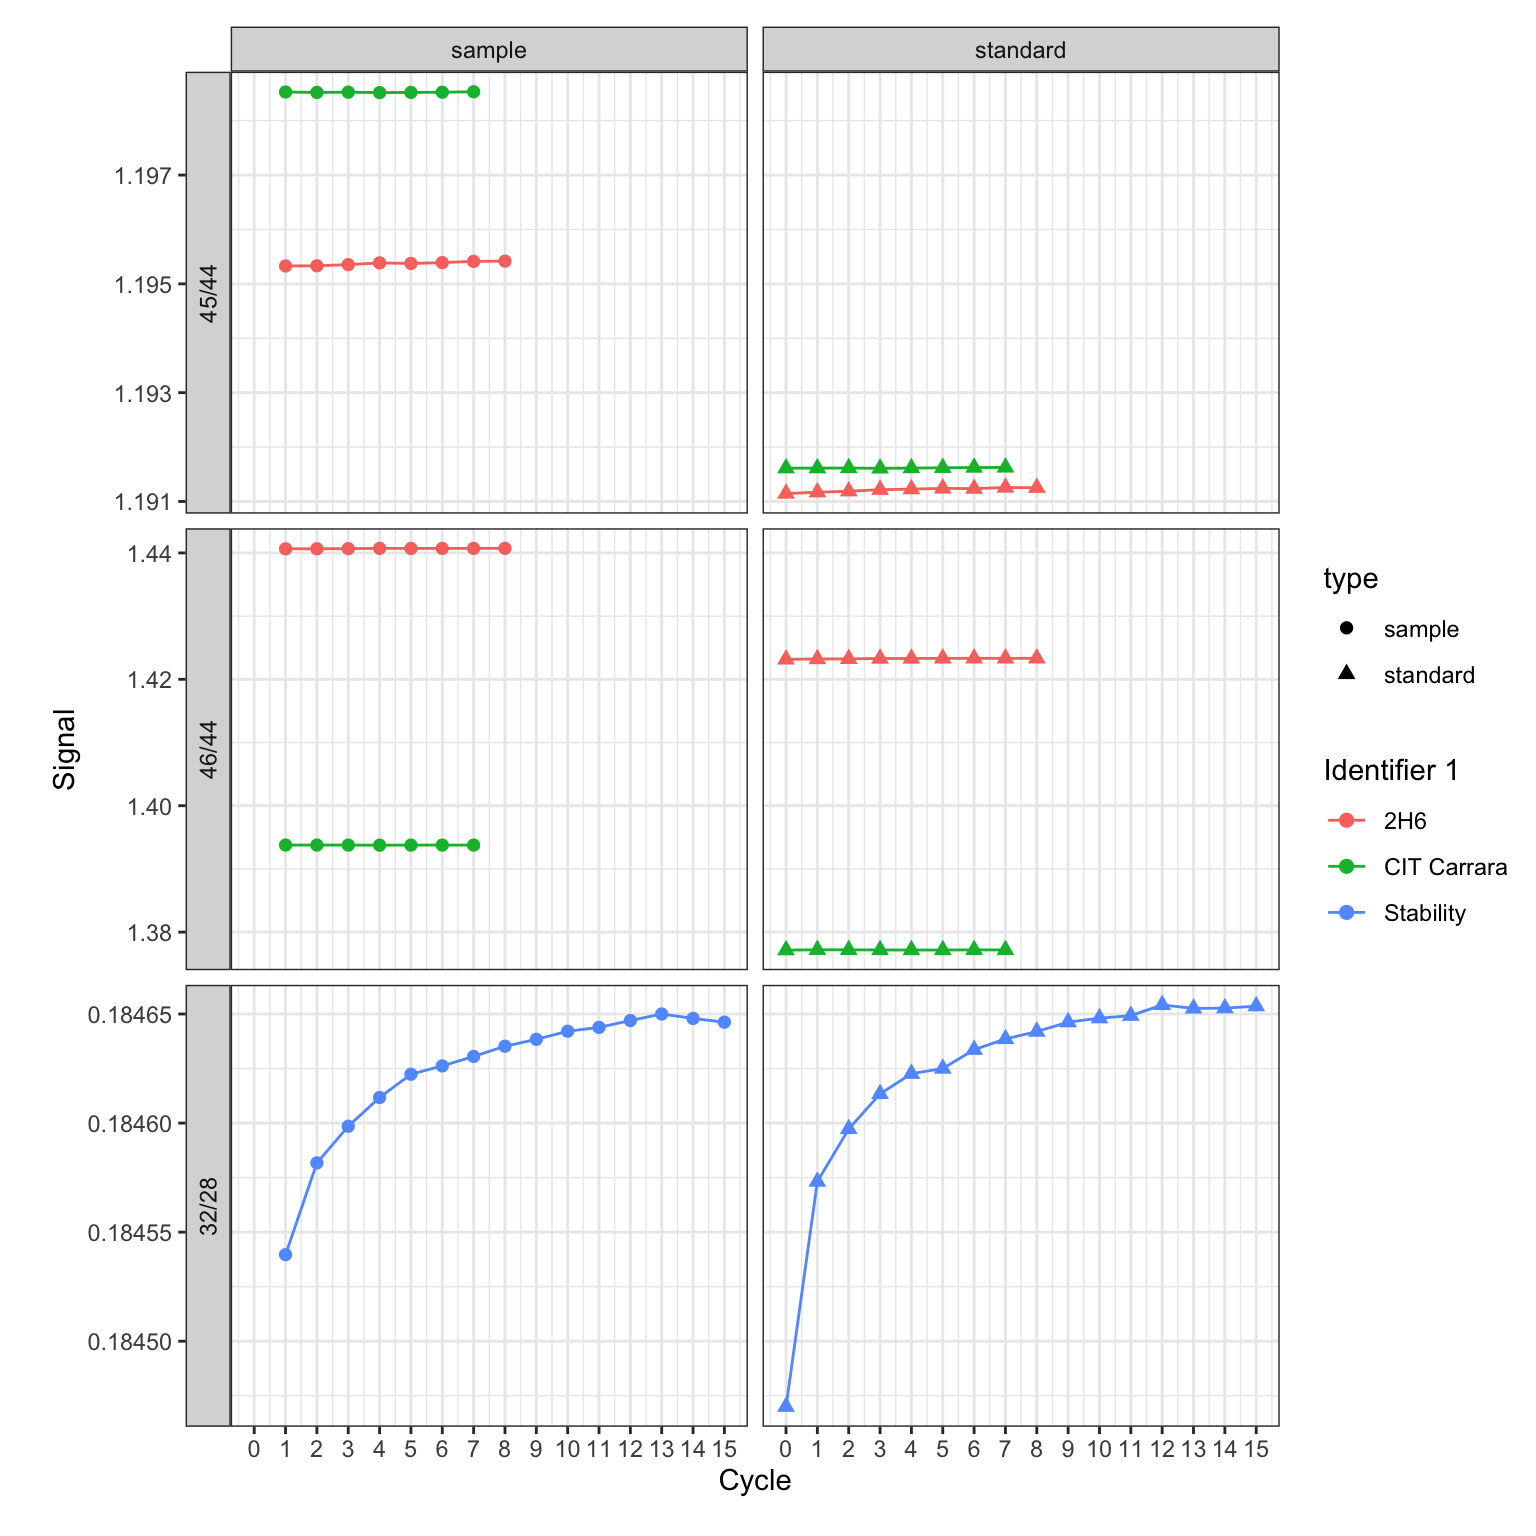 sample
standard
45/44
1.197
1.195
1.193
1.191
46/44
1.44
1.42
1.40
1.38
32/28
0.18465
0.18460
0.18455
0.18450
Signal
0 1 2 3 4 5 6 7 8 9 10 11 12 13 14 15
0 1 2 3 4 5 6 7 8 9 10 11 12 13 14 15
Cycle
type
sample
standard
Identifier 1
2H6
CIT Carrara
Stability